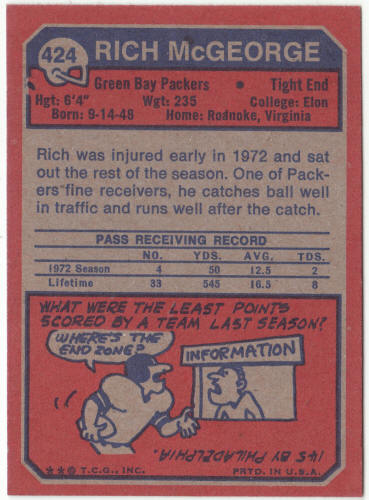 424 RICH McGEORGE
Green Bay Packers • Tight End
Hgt: 6'4" Wgt: 235 College: Elon
Born: 9-14-48 Home: Rodnoke, Virginia
Rich was injured early in 1972 and sat
out the rest of the season. One of Pack-
ers' fine receivers, he catches ball well
in traffic and runs well after the catch.
PASS RECEIVING RECORD
NO. YDS. AVG. TDS.
1972 Season 4 50 12.5 2
Lifetime 33 545 16.5 8
WHAT WERE THE LEAST POINTS
SCORED BY A TEAM LAST SEASON?
WHERE'S
THE
END ZONE?
INFORMATION
145 BY PHILADELPHIA.
**© T.C.G., INC. PRTD. IN U.S.A.